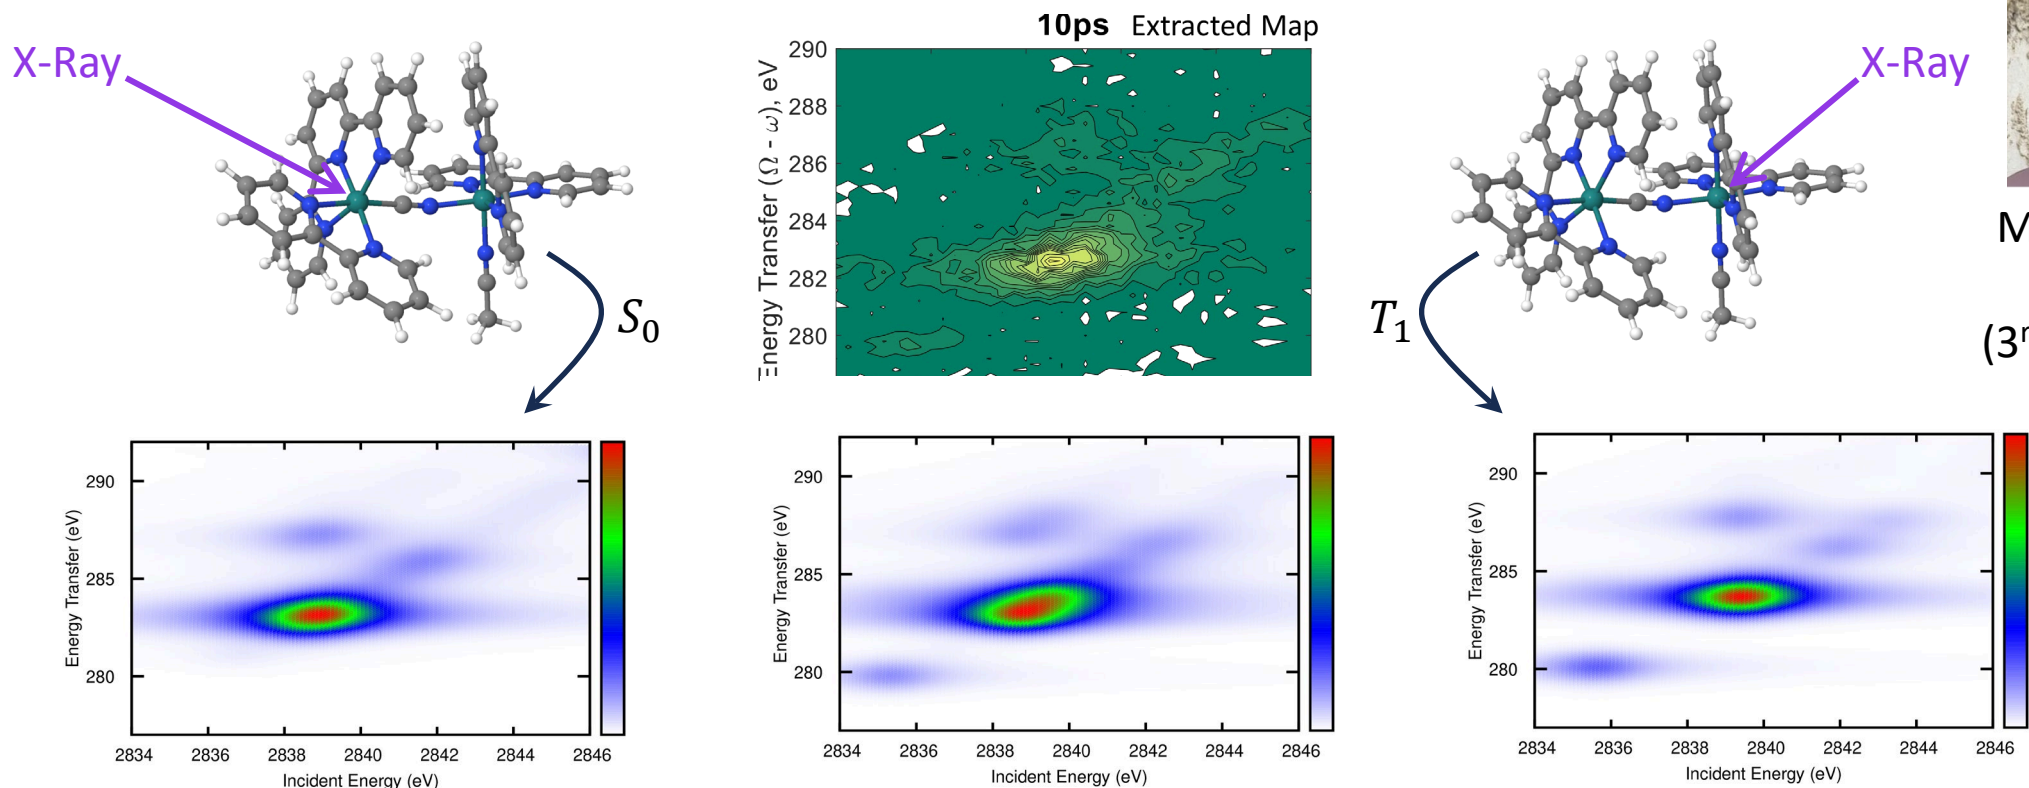 10ps Extracted Map
X-Ray
X-Ray
290
288
286
284
282
280
Energy Transfer (Ω - ω), eV
S₀
T₁
M
(3ʳ
290
285
280
Energy Transfer (eV)
2834 2836 2838 2840 2842 2844 2846
Incident Energy (eV)
290
285
280
Energy Transfer (eV)
2834 2836 2838 2840 2842 2844 2846
Incident Energy (eV)
290
285
280
Energy Transfer (eV)
2834 2836 2838 2840 2842 2844 2846
Incident Energy (eV)